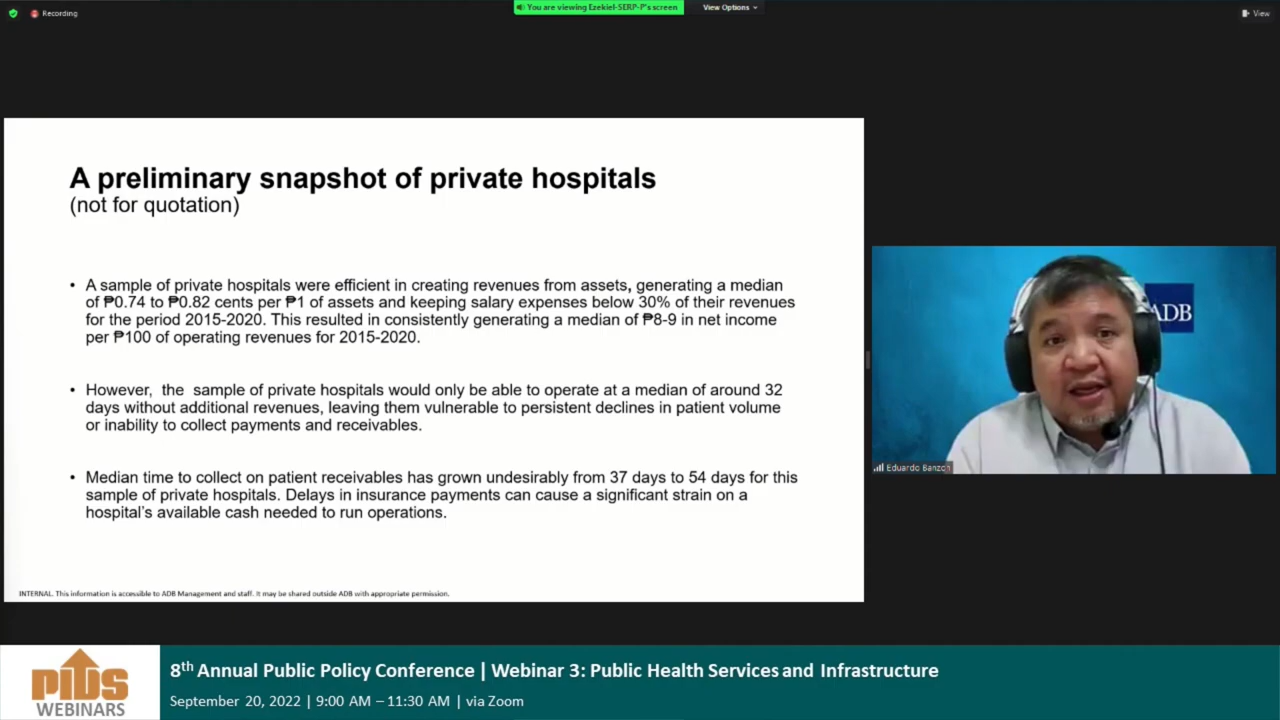 Recording
You are viewing Ezekiel-SERP-P's screen
View Options
View
A preliminary snapshot of private hospitals
(not for quotation)
• A sample of private hospitals were efficient in creating revenues from assets, generating a median
of ₱0.74 to ₱0.82 cents per ₱1 of assets and keeping salary expenses below 30% of their revenues
for the period 2015-2020. This resulted in consistently generating a median of ₱8-9 in net income
per ₱100 of operating revenues for 2015-2020.
• However, the sample of private hospitals would only be able to operate at a median of around 32
days without additional revenues, leaving them vulnerable to persistent declines in patient volume
or inability to collect payments and receivables.
• Median time to collect on patient receivables has grown undesirably from 37 days to 54 days for this
sample of private hospitals. Delays in insurance payments can cause a significant strain on a
hospital's available cash needed to run operations.
INTERNAL. This information is accessible to ADB Management and staff. It may be shared outside ADB with appropriate permission.
ADB
Eduardo Banzon
PIDS
WEBINARS
8th Annual Public Policy Conference | Webinar 3: Public Health Services and Infrastructure
September 20, 2022 | 9:00 AM – 11:30 AM | via Zoom